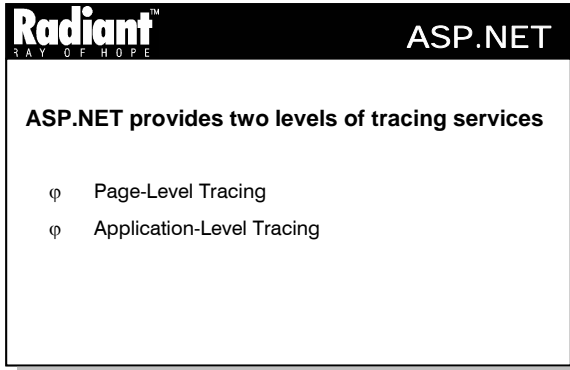 Radiant™
RAY OF HOPE
ASP.NET
ASP.NET provides two levels of tracing services
φ Page-Level Tracing
φ Application-Level Tracing